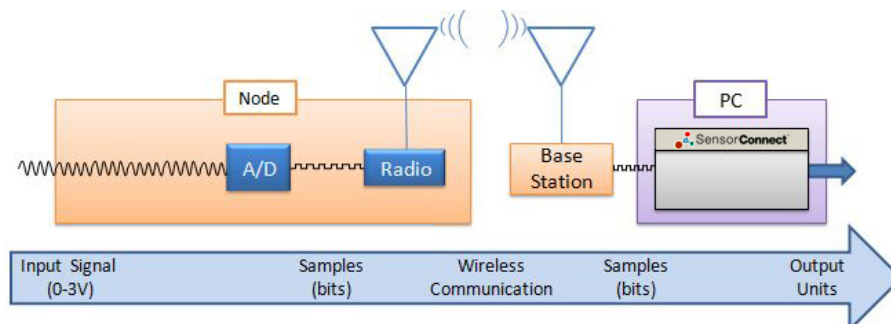 Node
PC
SensorConnect
A/D
Radio
Base
Station
Input Signal
(0-3V)
Samples
(bits)
Wireless
Communication
Samples
(bits)
Output
Units